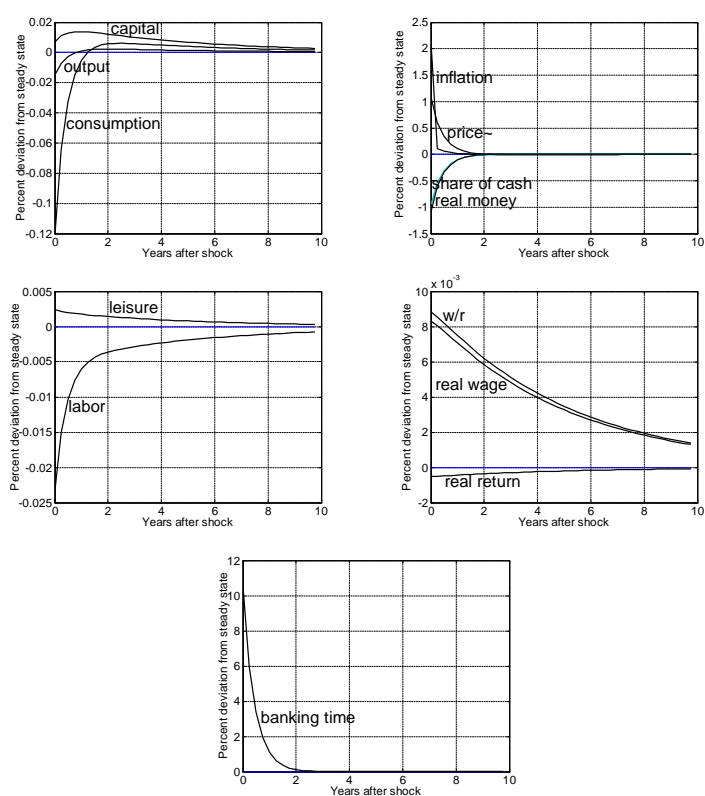 Percent deviation from steady state
0.02
0
-0.02
-0.04
-0.06
-0.08
-0.1
-0.12
capital
output
consumption
0 2 4 6 8 10
Years after shock
Percent deviation from steady state
2.5
2
1.5
1
0.5
0
-0.5
-1
-1.5
inflation
price~
share of cash
real money
0 2 4 6 8 10
Years after shock
Percent deviation from steady state
0.005
0
-0.005
-0.01
-0.015
-0.02
-0.025
leisure
labor
0 2 4 6 8 10
Years after shock
Percent deviation from steady state
x 10-3
10
8
6
4
2
0
-2
w/r
real wage
real return
0 2 4 6 8 10
Years after shock
Percent deviation from steady state
12
10
8
6
4
2
0
banking time
0 2 4 6 8 10
Years after shock